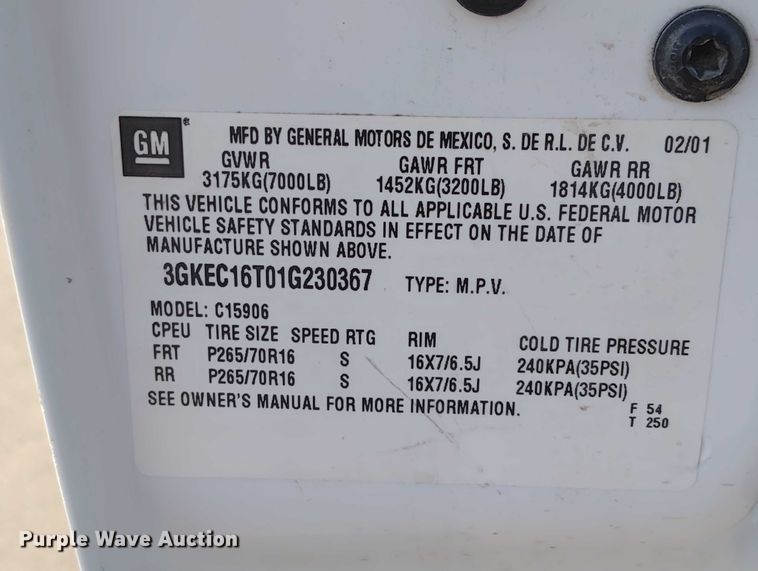 GM® MFD BY GENERAL MOTORS DE MEXICO, S. DE R.L. DE C.V. 02/01
GVWR GAWR FRT GAWR RR
3175KG(7000LB) 1452KG(3200LB) 1814KG(4000LB)
THIS VEHICLE CONFORMS TO ALL APPLICABLE U.S. FEDERAL MOTOR
VEHICLE SAFETY STANDARDS IN EFFECT ON THE DATE OF
MANUFACTURE SHOWN ABOVE.
3GKEC16T01G230367 TYPE: M.P.V.
MODEL: C15906
CPEU TIRE SIZE SPEED RTG RIM COLD TIRE PRESSURE
FRT P265/70R16 S 16X7/6.5J 240KPA(35PSI)
RR P265/70R16 S 16X7/6.5J 240KPA(35PSI)
SEE OWNER'S MANUAL FOR MORE INFORMATION. F 54
T 250
Purple Wave Auction